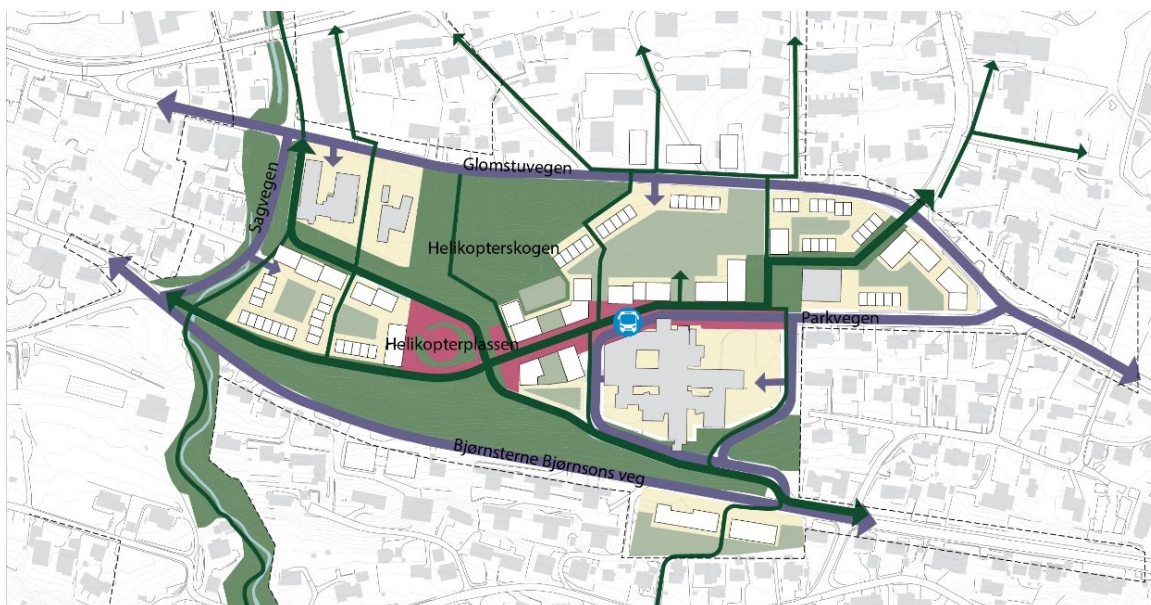 Glomstuvegen
Sagvegen
Helikopterskogen
Parkvegen
Helikopterplassen
Bjørnsterne Bjørnsons veg